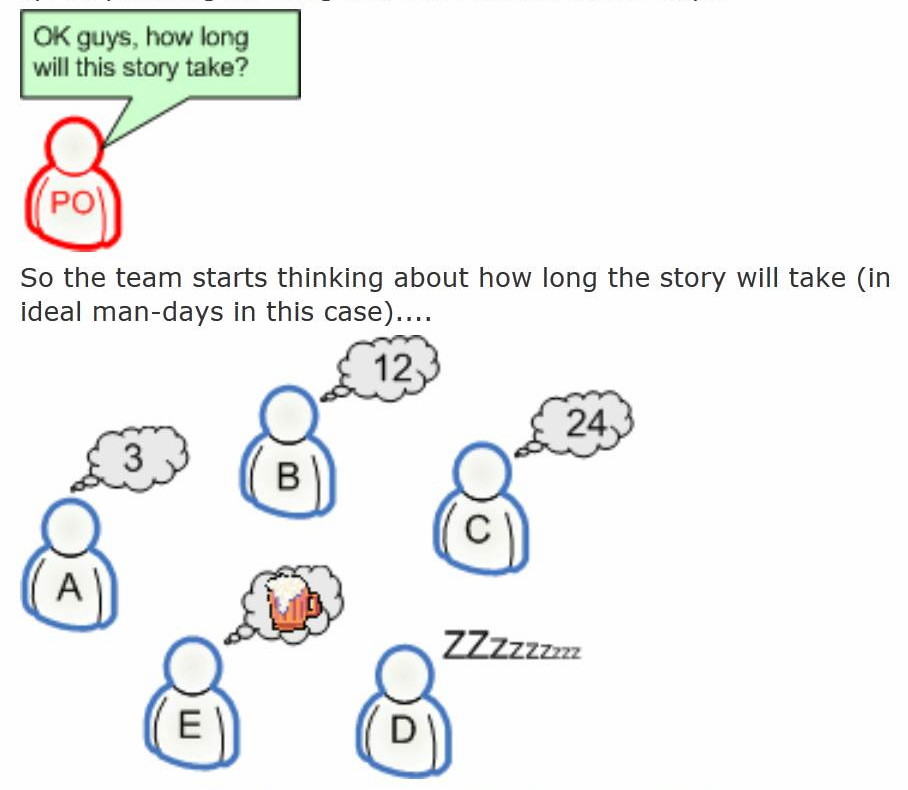 OK guys, how long
will this story take?
PO
So the team starts thinking about how long the story will take (in
ideal man-days in this case)....
12
24
3
B
C
A
ZZzzzzzzz
E
D